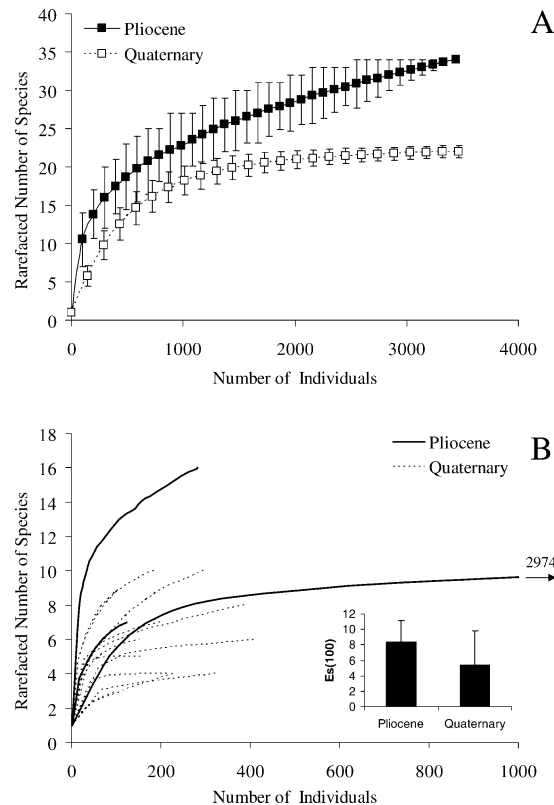 A
Pliocene
Quaternary
Rarefacted Number of Species
40
35
30
25
20
15
10
5
0
0 1000 2000 3000 4000
Number of Individuals
B
Pliocene
Quaternary
Rarefacted Number of Species
18
16
14
12
10
8
6
4
2
0
2974
Es(100)
12
10
8
6
4
2
0
Pliocene Quaternary
0 200 400 600 800 1000
Number of Individuals